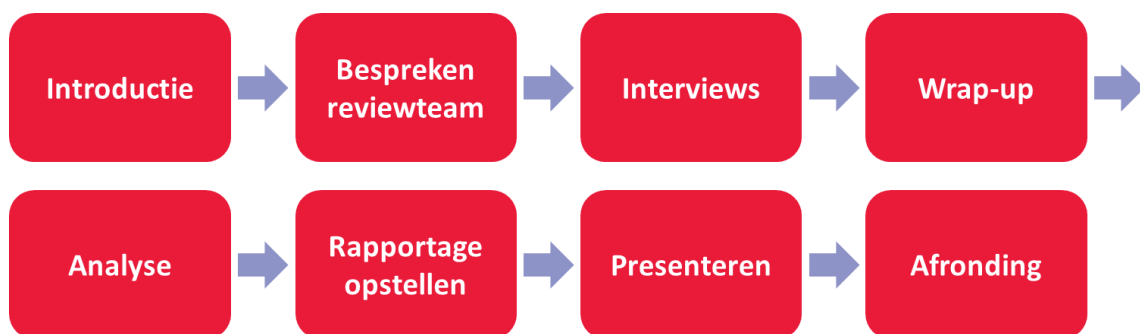 Introductie
Bespreken
reviewteam
Interviews
Wrap-up
Analyse
Rapportage
opstellen
Presenteren
Afronding